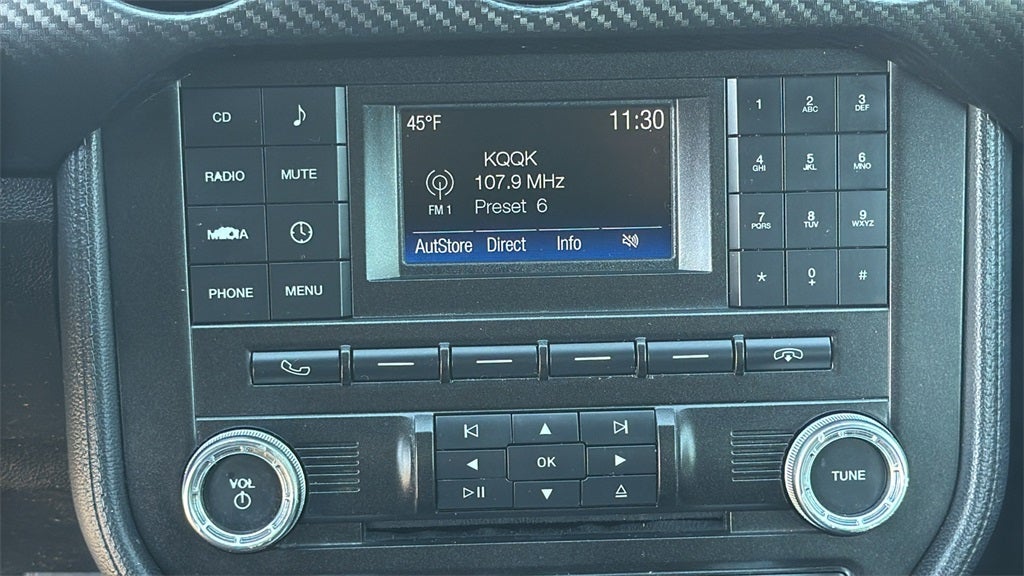 CD
RADIO
MUTE
MEDIA
PHONE
MENU
45°F
11:30
KQQK
107.9 MHz
FM 1
Preset 6
AutStore Direct Info
1
2
ABC
3
DEF
4
GHI
5
JKL
6
MNO
7
PQRS
8
TUV
9
WXYZ
*
0
+
#
OK
VOL
TUNE